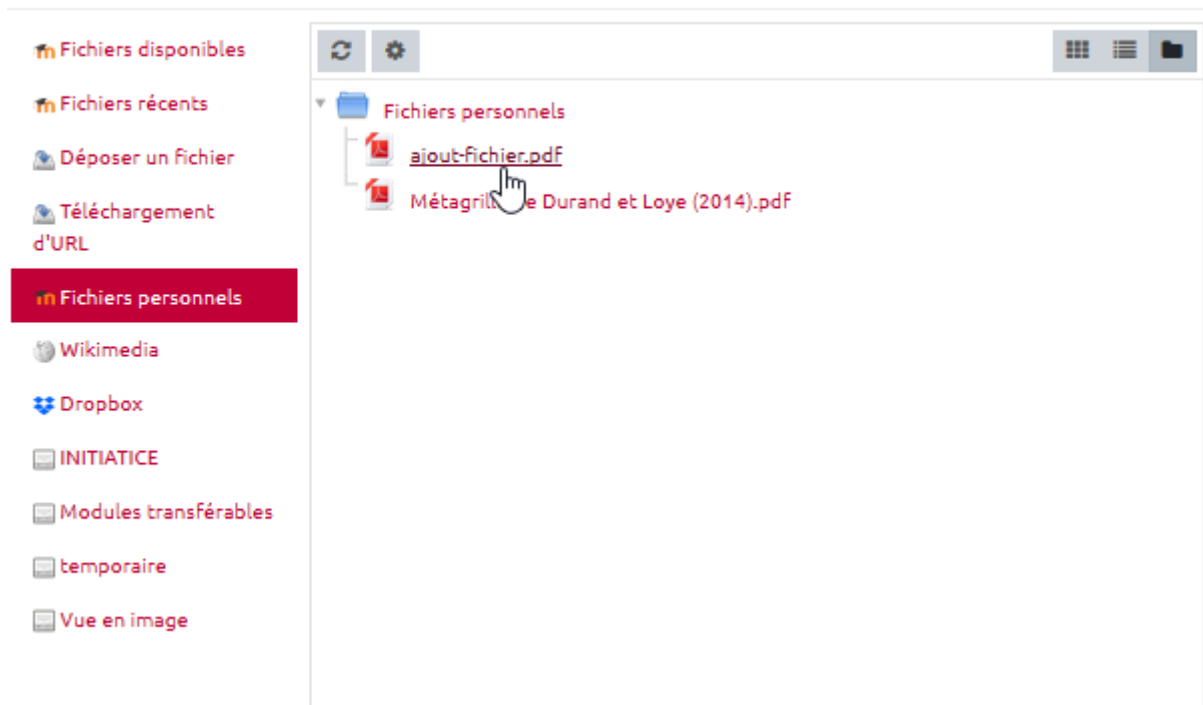 Fichiers disponibles
Fichiers récents
Déposer un fichier
Téléchargement
d'URL
Fichiers personnels
Wikimedia
Dropbox
INITIATICE
Modules transférables
temporaire
Vue en image
Fichiers personnels
ajout-fichier.pdf
Durand et Loye (2014).pdf